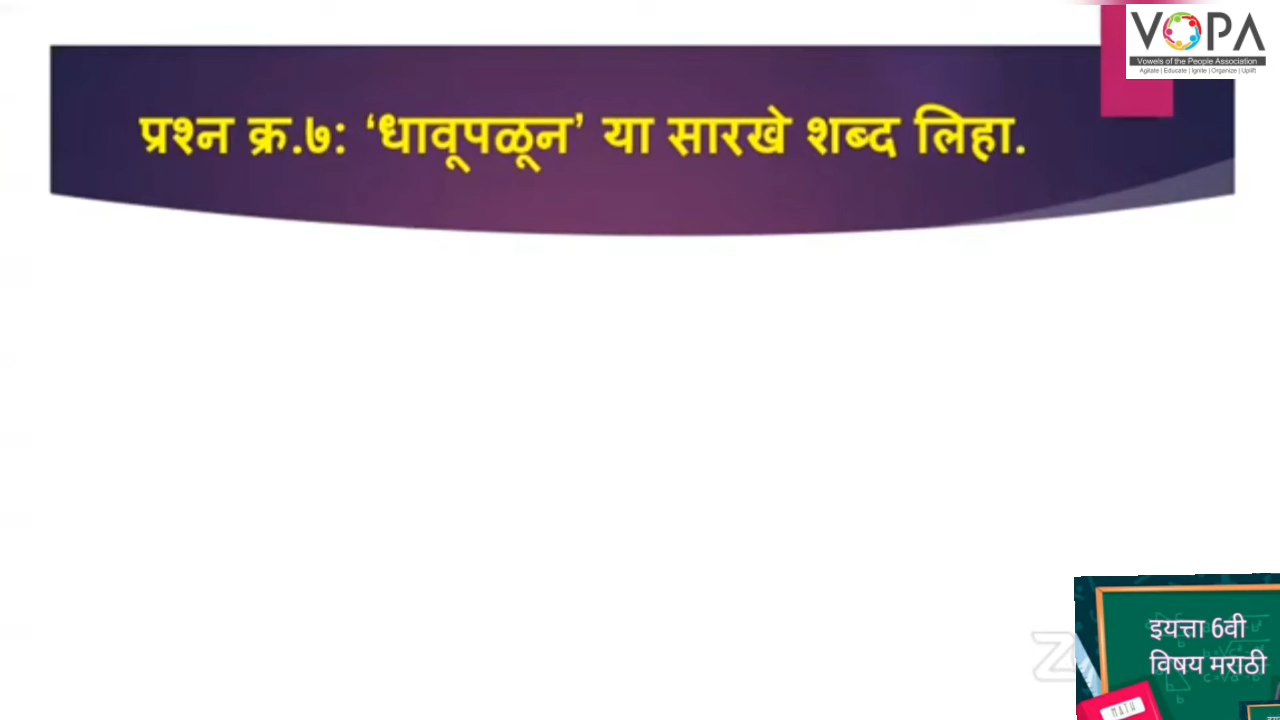 VOPA
Vowels of the People Association
Agitate | Educate | Ignite | Organize | Uplift
प्रश्न क्र.७: ‘धावूपळून’ या सारखे शब्द लिहा.
इयत्ता 6वी
विषय मराठी
MATH
Z